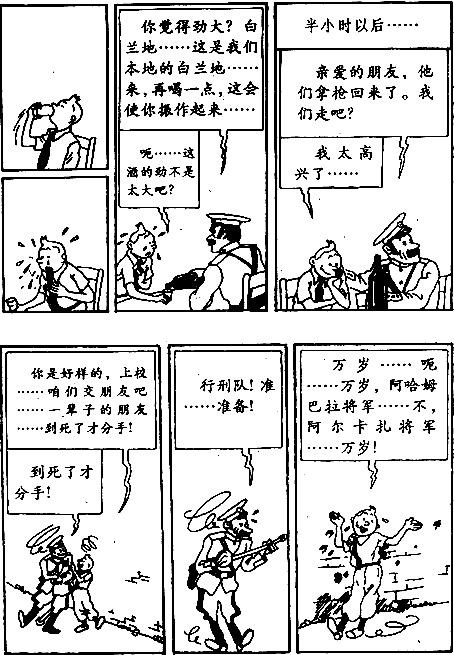 你觉得劲大？白
兰地……这是我们
本地的白兰地……
来，再喝一点，这会
使你振作起来……
呃……这
酒的劲不是
太大吧？
半小时以后……
亲爱的朋友，他
们拿枪回来了。我
们走吧？
我太高
兴了……
你是好样的，上校
……咱们交朋友吧
……一辈子的朋友
……到死了才分手！
到死了才
分手！
行刑队！准
……准备！
万岁……呃
……万岁，阿哈姆
巴拉将军……不，
阿尔卡扎将军
……万岁！